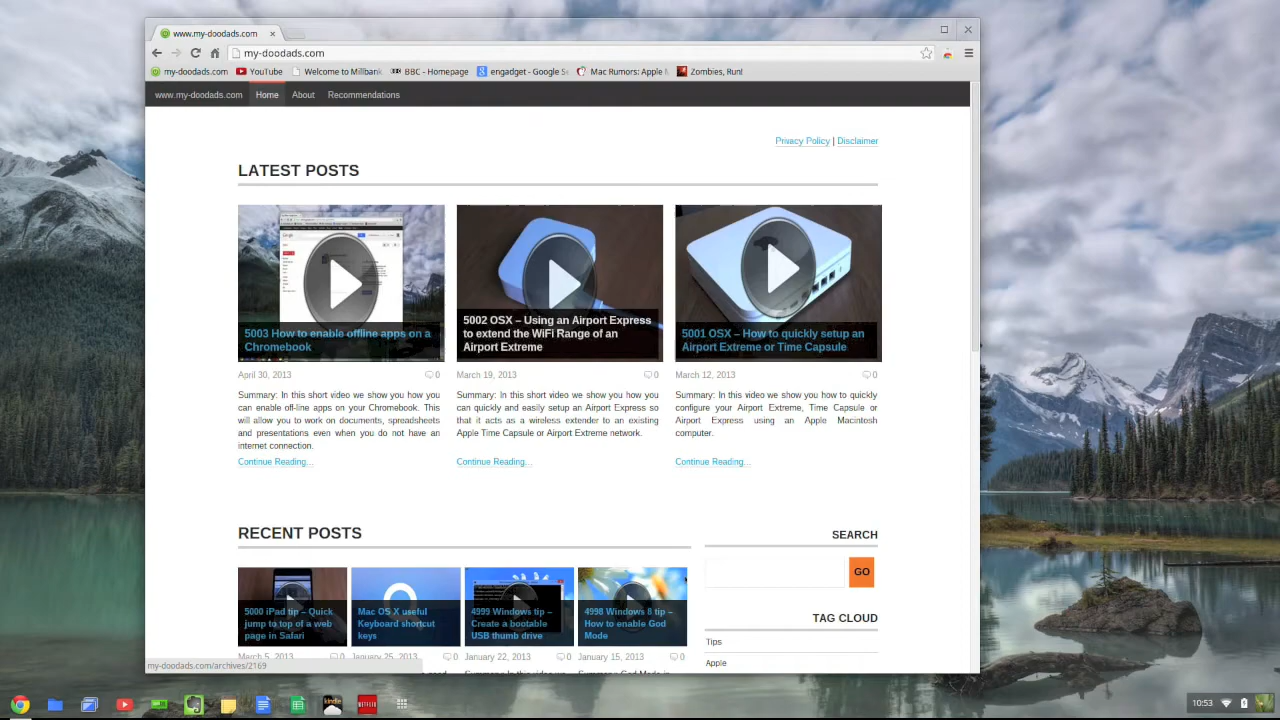 www.my-doodads.com
my-doodads.com
my-doodads.com YouTube Welcome to Millbank BBC - Homepage engadget - Google Se Mac Rumors: Apple M Zombies, Run!
www.my-doodads.com Home About Recommendations
Privacy Policy | Disclaimer
LATEST POSTS
5003 How to enable offline apps on a
Chromebook
5002 OSX – Using an Airport Express
to extend the WiFi Range of an
Airport Extreme
5001 OSX – How to quickly setup an
Airport Extreme or Time Capsule
April 30, 2013 0
March 19, 2013 0
March 12, 2013 0
Summary: In this short video we show you how you
can enable off-line apps on your Chromebook. This
will allow you to work on documents, spreadsheets
and presentations even when you do not have an
internet connection.
Continue Reading...
Summary: In this short video we show you how you
can quickly and easily setup an Airport Express so
that it acts as a wireless extender to an existing
Apple Time Capsule or Airport Extreme network.
Continue Reading...
Summary: In this video we show you how to quickly
configure your Airport Extreme, Time Capsule or
Airport Express using an Apple Macintosh
computer.
Continue Reading...
RECENT POSTS
5000 iPad tip – Quick
jump to top of a web
page in Safari
Mac OS X useful
Keyboard shortcut
keys
4999 Windows tip –
Create a bootable
USB thumb drive
4998 Windows 8 tip –
How to enable God
Mode
March 5, 2013 0
January 25, 2013 0
January 22, 2013 0
January 15, 2013 0
SEARCH
GO
TAG CLOUD
Tips
Apple
my-doodads.com/archives/2169
kindle
NETFLIX
10:53